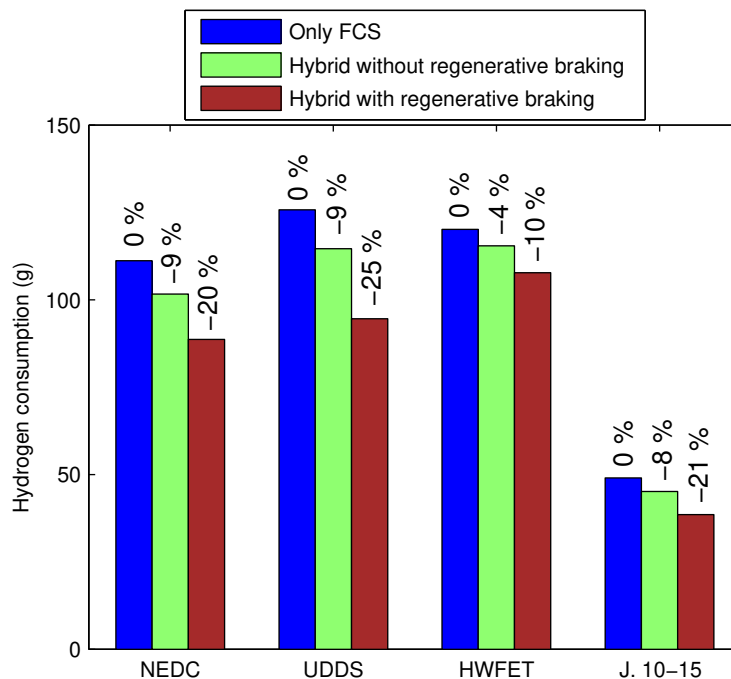 Only FCS
Hybrid without regenerative braking
Hybrid with regenerative braking
150
100
50
0
Hydrogen consumption (g)
0 %
−9 %
−20 %
0 %
−9 %
−25 %
0 %
−4 %
−10 %
0 %
−8 %
−21 %
NEDC
UDDS
HWFET
J. 10−15